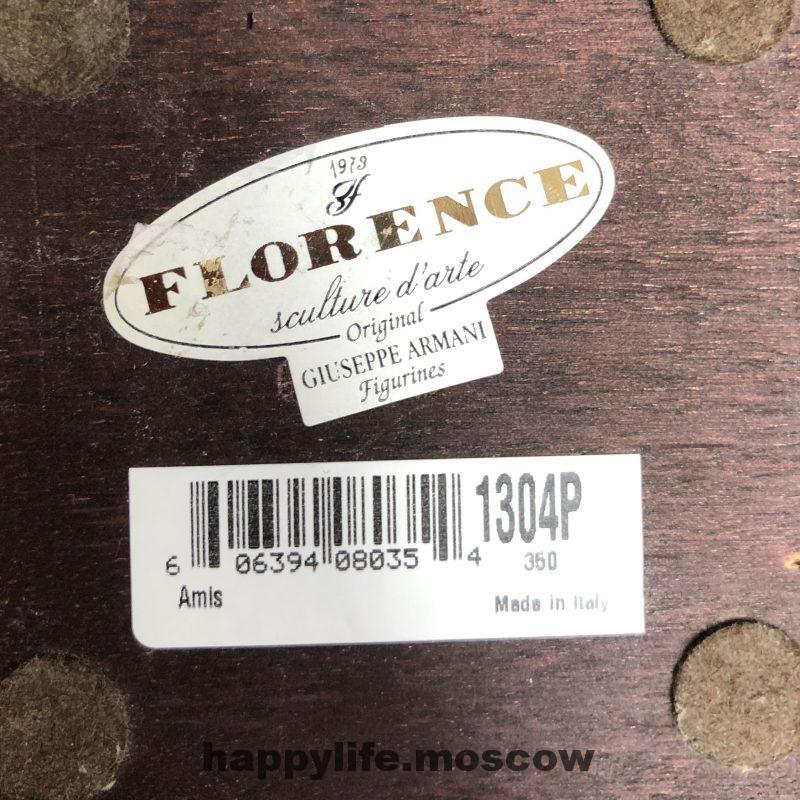 1973
FLORENCE
sculture d'arte
Original
GIUSEPPE ARMANI
Figurines
1304P
6 06394 08035 4
350
Amis
Made in Italy
happylife.moscow